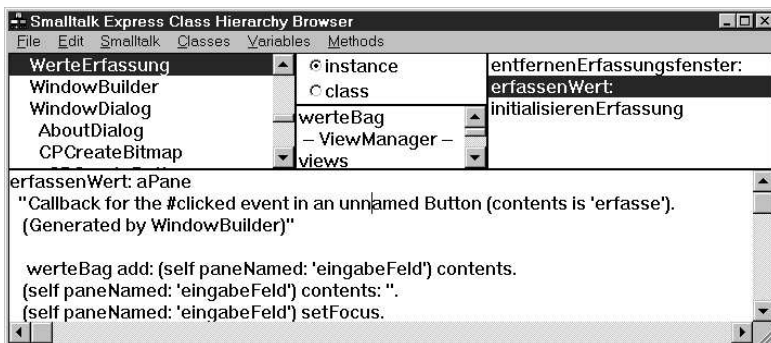 Smalltalk Express Class Hierarchy Browser
File Edit Smalltalk Classes Variables Methods
WerteErfassung
WindowBuilder
WindowDialog
AboutDialog
CPCreateBitmap
instance
class
werteBag
– ViewManager –
views
entfernenErfassungsfenster:
erfassenWert:
initialisierenErfassung
erfassenWert: aPane
"Callback for the #clicked event in an unnamed Button (contents is 'erfasse').
(Generated by WindowBuilder)"
werteBag add: (self paneNamed: 'eingabeFeld') contents.
(self paneNamed: 'eingabeFeld') contents: ''.
(self paneNamed: 'eingabeFeld') setFocus.